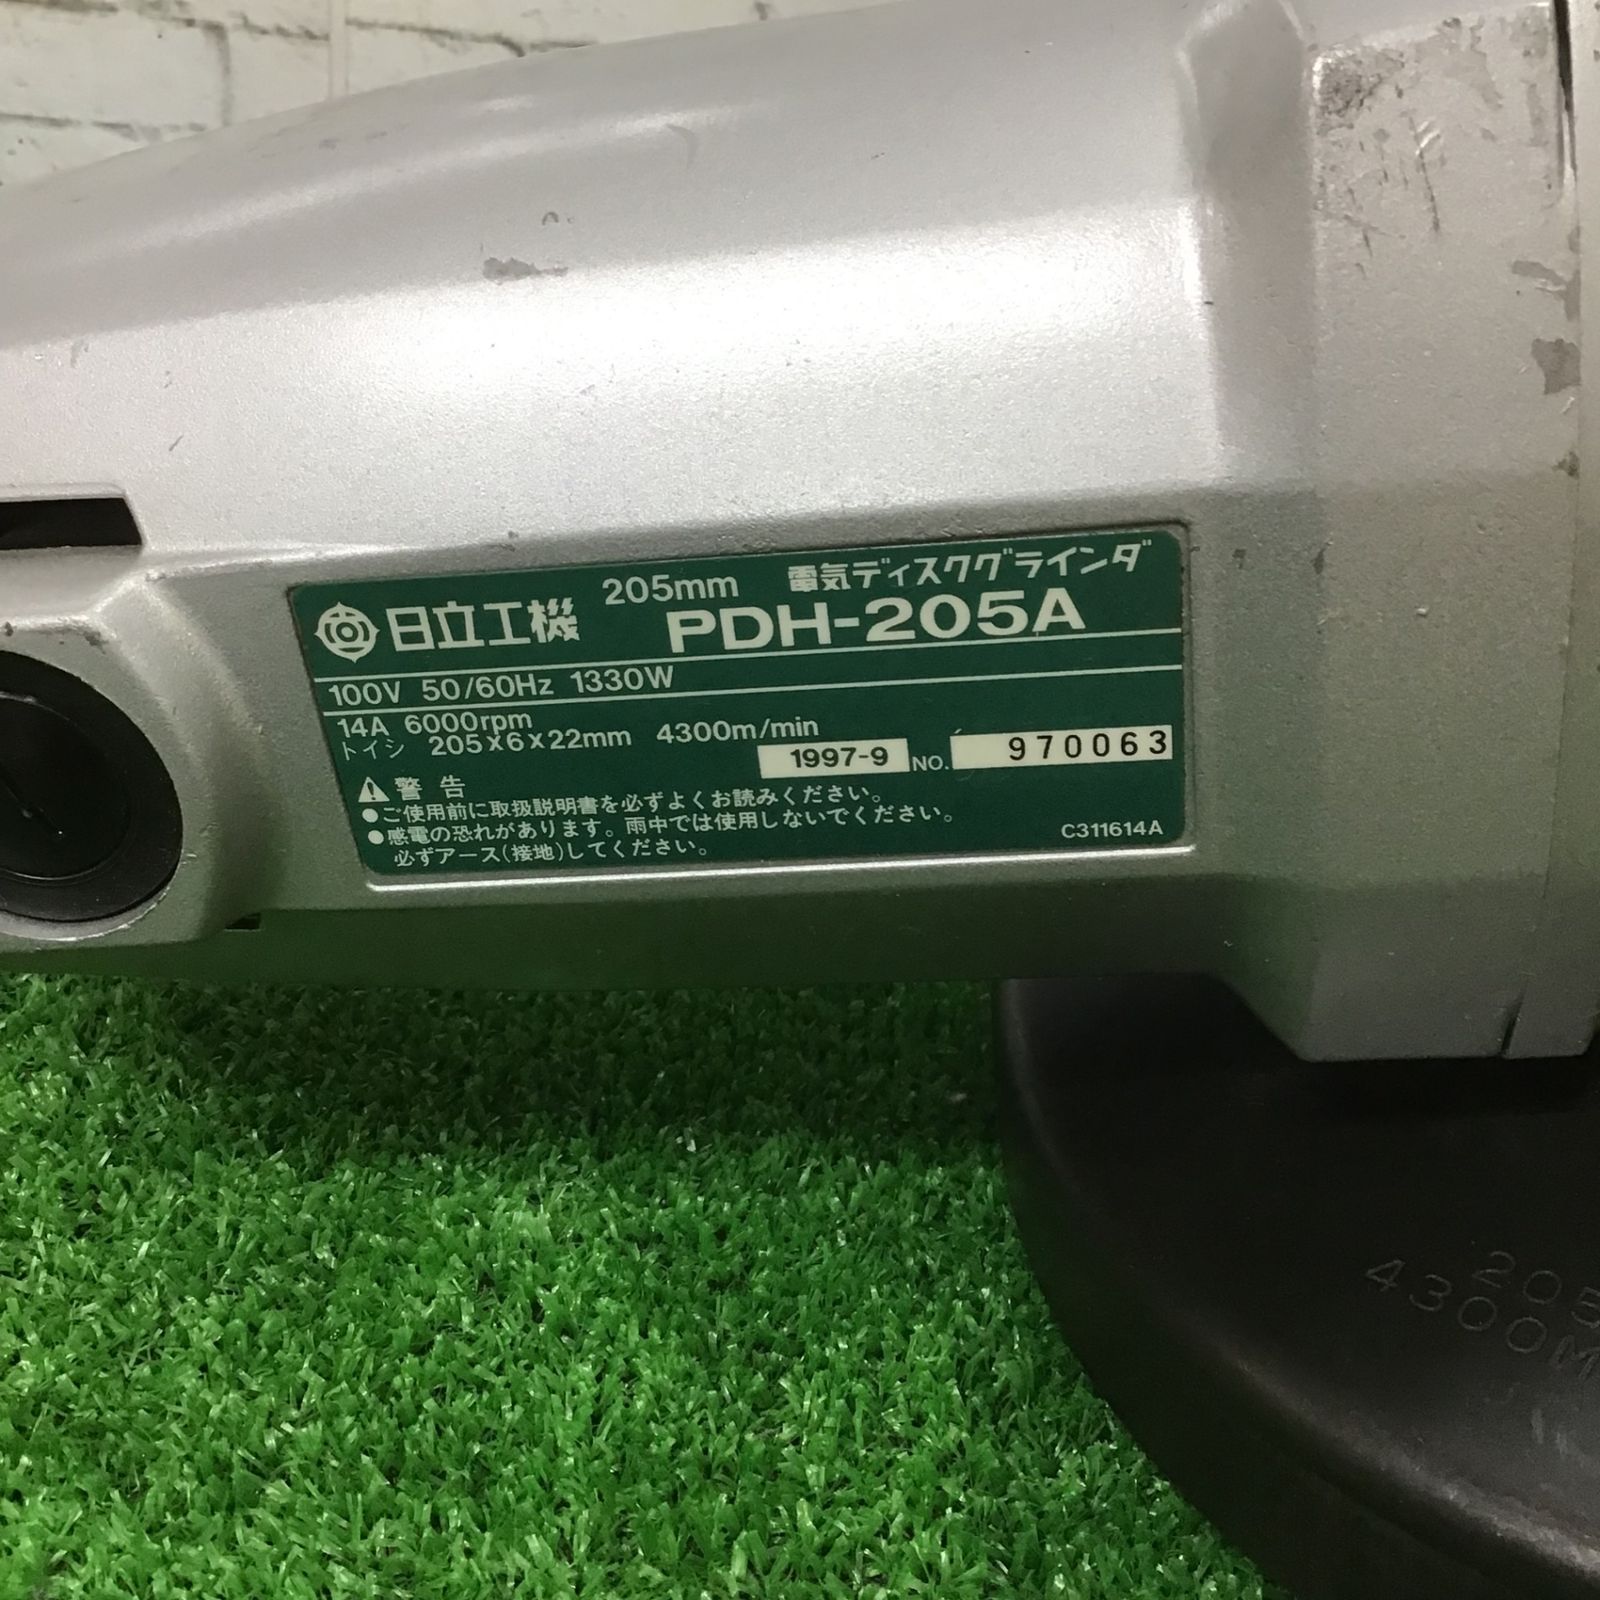 205mm 電気ディスクグラインダ
日立工機 PDH-205A
100V 50/60Hz 1330W
14A 6000rpm
トイシ 205×6×22mm 4300m/min
1997-9 NO. 970063
警告
●ご使用前に取扱説明書を必ずよくお読みください。
●感電の恐れがあります。雨中では使用しないでください。
必ずアース(接地)してください。
C311614A
205
4300M